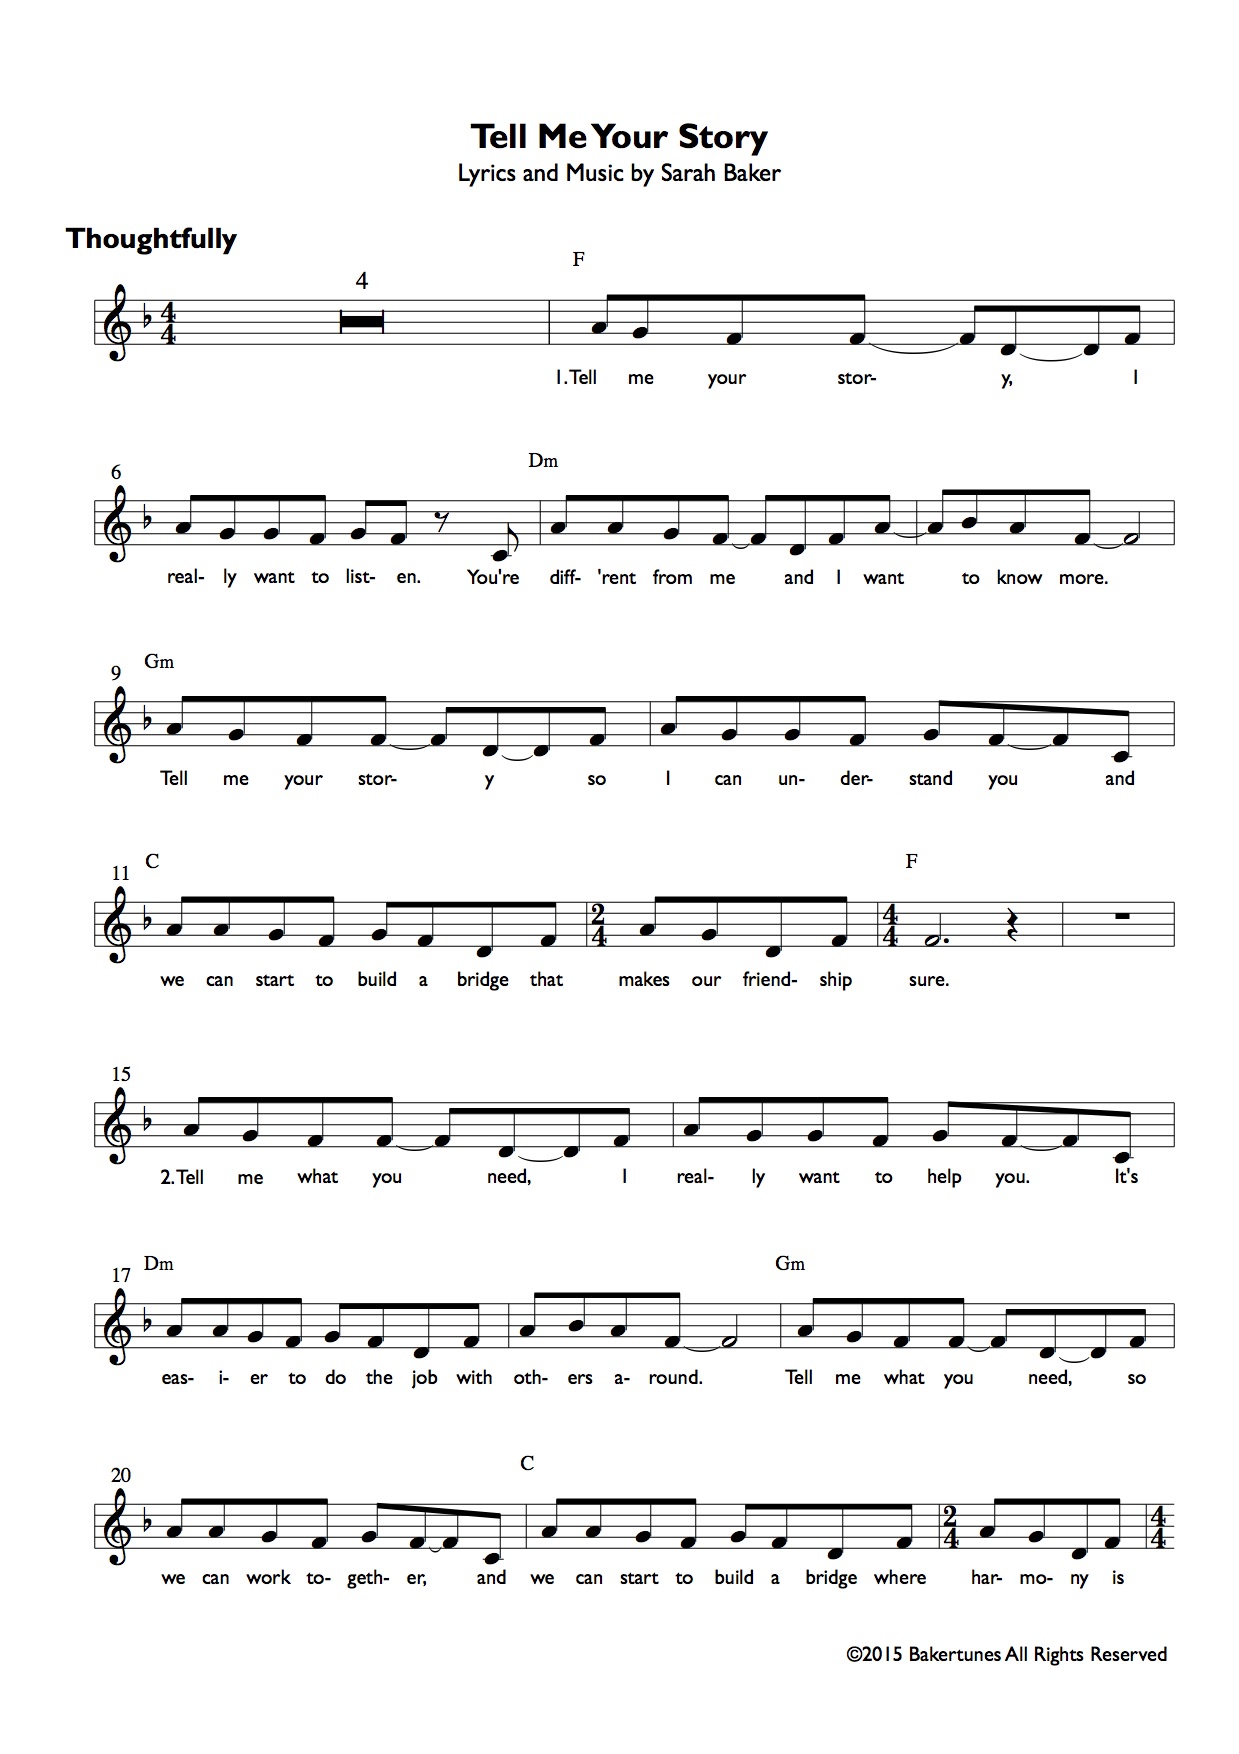 Tell Me Your Story
Lyrics and Music by Sarah Baker
Thoughtfully
4
F
4
4
1.Tell me your stor- y, I
6
Dm
real- ly want to list- en. You're diff- 'rent from me and I want to know more.
9
Gm
Tell me your stor- y so I can un- der- stand you and
11
C
F
2
4
4
4
we can start to build a bridge that makes our friend- ship sure.
15
2.Tell me what you need, I real- ly want to help you. It's
17
Dm
Gm
eas- i- er to do the job with oth- ers a- round. Tell me what you need, so
20
C
2
4
4
4
we can work to- geth- er, and we can start to build a bridge where har- mo- ny is
©2015 Bakertunes All Rights Reserved